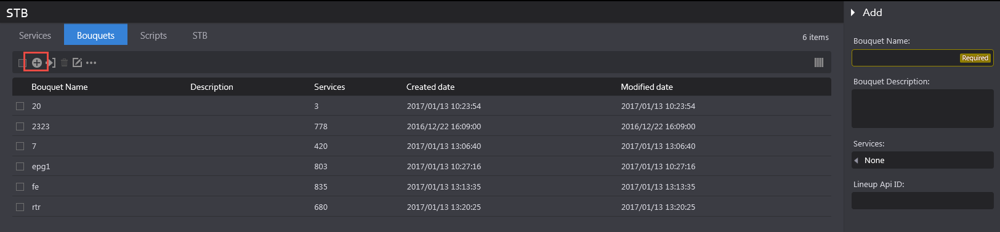 STB
Services Bouquets Scripts STB
6 items
Bouquet Name Description Services Created date Modified date
20 3 2017/01/13 10:23:54 2017/01/13 10:23:54
2323 778 2016/12/22 16:09:00 2016/12/22 16:09:00
7 420 2017/01/13 13:06:40 2017/01/13 13:06:40
epg1 803 2017/01/13 10:27:16 2017/01/13 10:27:16
fe 835 2017/01/13 13:13:35 2017/01/13 13:13:35
rtr 680 2017/01/13 13:20:25 2017/01/13 13:20:25
Add
Bouquet Name:
Required
Bouquet Description:
Services:
None
Lineup Api ID: